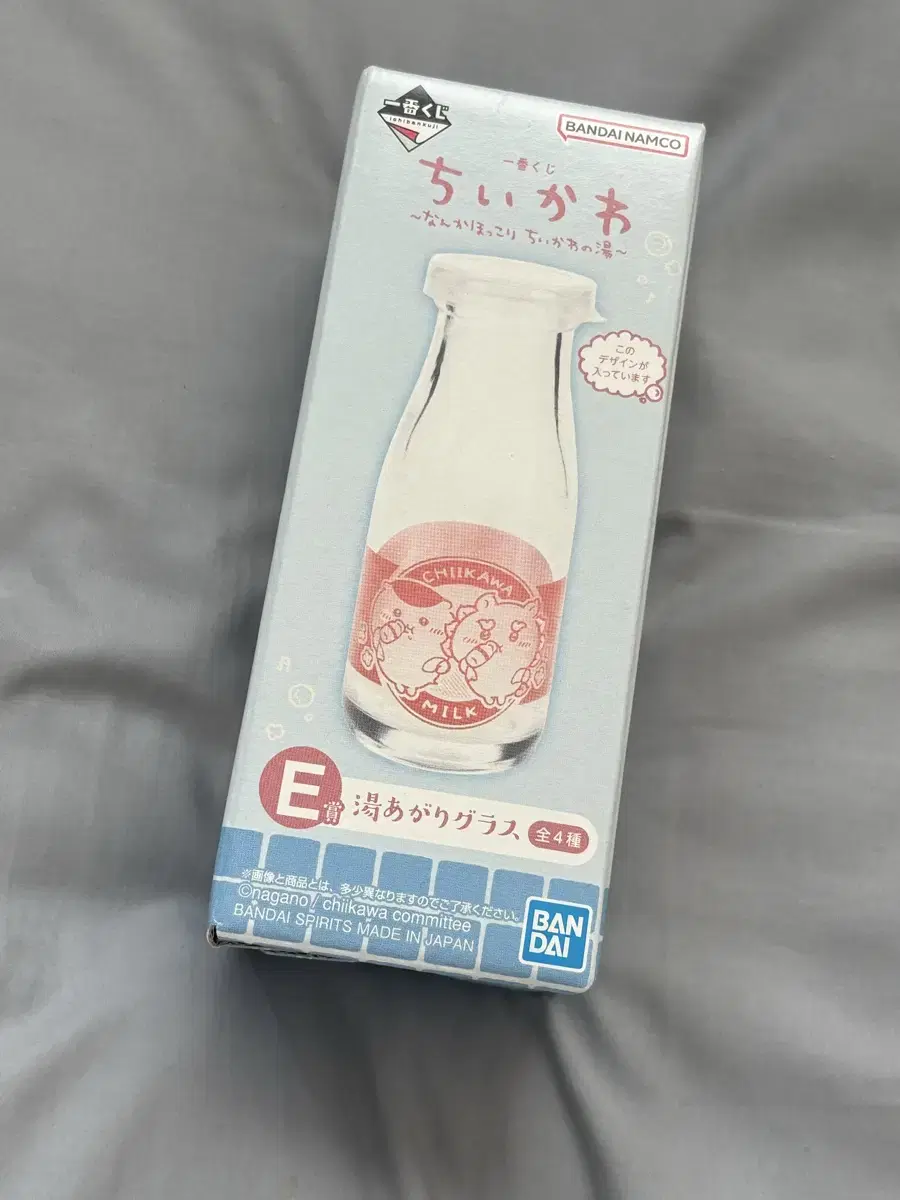 一番くじ
ichibankuji
BANDAI NAMCO
一番くじ
ちいかわ
～なんかほっこり ちいかわの湯～
この
デザインが
入っています
CHIIKAWA
MILK
E賞 湯あがりグラス 全4種
※画像と商品とは、多少異なりますのでご了承ください。
©nagano / chiikawa committee
BANDAI SPIRITS MADE IN JAPAN
BAN
DAI